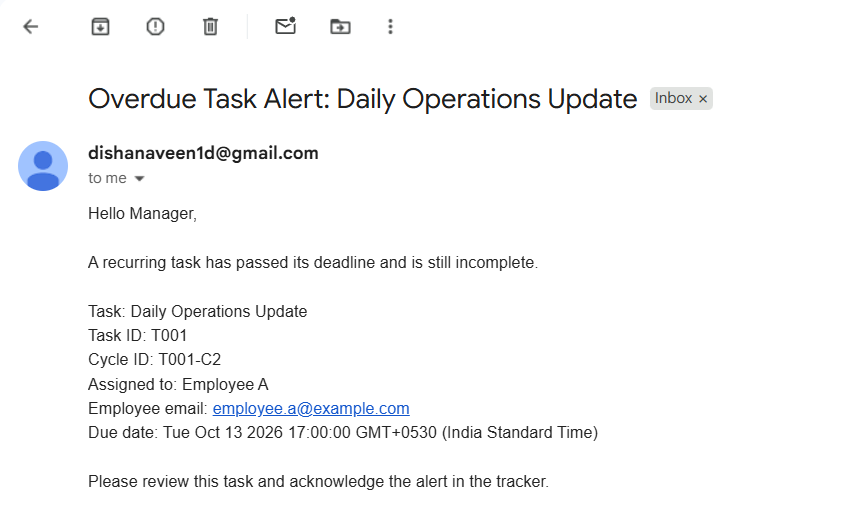 Overdue Task Alert: Daily Operations Update Inbox ×
dishanaveen1d@gmail.com
to me
Hello Manager,
A recurring task has passed its deadline and is still incomplete.
Task: Daily Operations Update
Task ID: T001
Cycle ID: T001-C2
Assigned to: Employee A
Employee email: employee.a@example.com
Due date: Tue Oct 13 2026 17:00:00 GMT+0530 (India Standard Time)
Please review this task and acknowledge the alert in the tracker.